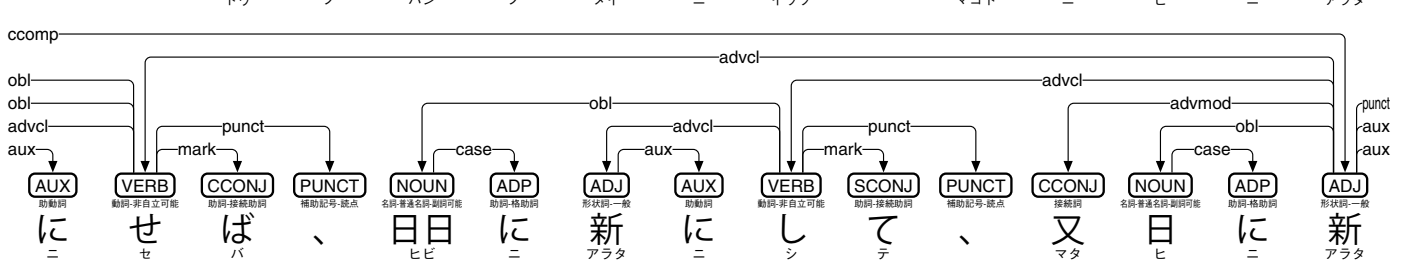 ccomp
advcl
obl advcl
obl obl advmod punct
advcl punct advcl punct obl aux
aux mark case aux mark case aux
AUX VERB CCONJ PUNCT NOUN ADP ADJ AUX VERB SCONJ PUNCT CCONJ NOUN ADP ADJ
助動詞 動詞-非自立可能 助詞-接続助詞 補助記号-読点 名詞-普通名詞-副詞可能 助詞-格助詞 形状詞-一般 助動詞 動詞-非自立可能 助詞-接続助詞 補助記号-読点 接続詞 名詞-普通名詞-副詞可能 助詞-格助詞 形状詞-一般
に せ ば 、 日日 に 新 に し て 、 又 日 に 新
ニ セ バ ヒビ ニ アラタ ニ シ テ マタ ヒ ニ アラタ